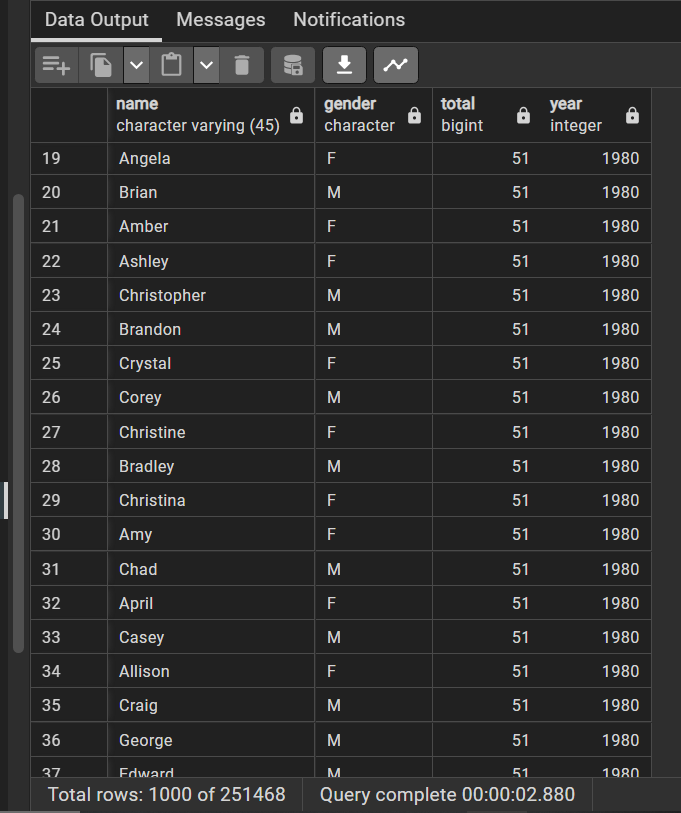 Data Output Messages Notifications
name gender total year
character varying (45) character bigint integer
19 Angela F 51 1980
20 Brian M 51 1980
21 Amber F 51 1980
22 Ashley F 51 1980
23 Christopher M 51 1980
24 Brandon M 51 1980
25 Crystal F 51 1980
26 Corey M 51 1980
27 Christine F 51 1980
28 Bradley M 51 1980
29 Christina F 51 1980
30 Amy F 51 1980
31 Chad M 51 1980
32 April F 51 1980
33 Casey M 51 1980
34 Allison F 51 1980
35 Craig M 51 1980
36 George M 51 1980
37 Edward M 51 1980
Total rows: 1000 of 251468 Query complete 00:00:02.880